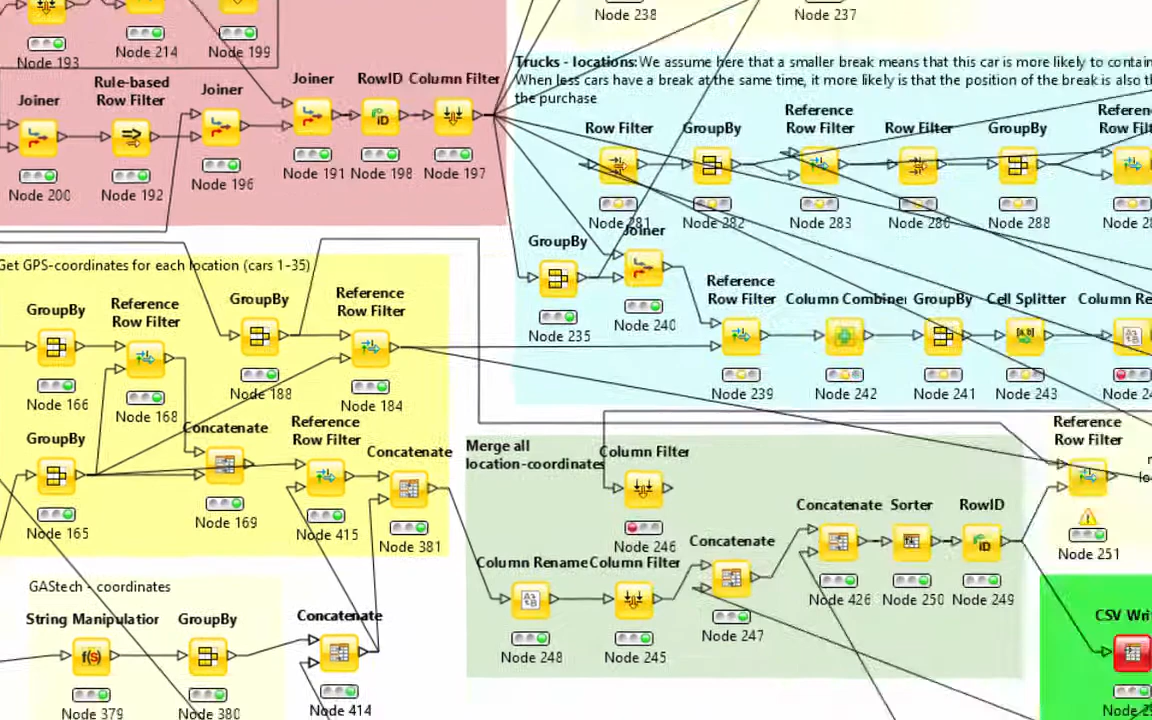 Node 238
Node 237
Node 193
Node 214
Node 199
Trucks - locations: We assume here that a smaller break means that this car is more likely to contain
When less cars have a break at the same time, it more likely is that the position of the break is also t
the purchase
Joiner
Rule-based
Row Filter
Joiner
Joiner
RowID
Column Filter
Node 200
Node 192
Node 196
Node 191
Node 198
Node 197
Row Filter
GroupBy
Reference
Row Filter
Row Filter
GroupBy
Node 281
Node 282
Node 283
Node 286
Node 288
GroupBy
Joiner
Node 235
Node 240
Reference
Row Filter
Column Combiner
GroupBy
Cell Splitter
Column Re
Node 239
Node 242
Node 241
Node 243
Get GPS-coordinates for each location (cars 1-35)
GroupBy
Reference
Row Filter
GroupBy
Reference
Row Filter
Node 166
Node 168
Node 188
Node 184
GroupBy
Concatenate
Reference
Row Filter
Concatenate
Node 165
Node 169
Node 415
Node 381
Merge all
location-coordinates
Column Filter
Node 246
Column Rename
Column Filter
Concatenate
Concatenate
Sorter
RowID
Node 248
Node 245
Node 247
Node 426
Node 250
Node 249
Reference
Row Filter
Node 251
GAStech - coordinates
String Manipulation
GroupBy
Concatenate
Node 379
Node 380
Node 414
CSV Wri